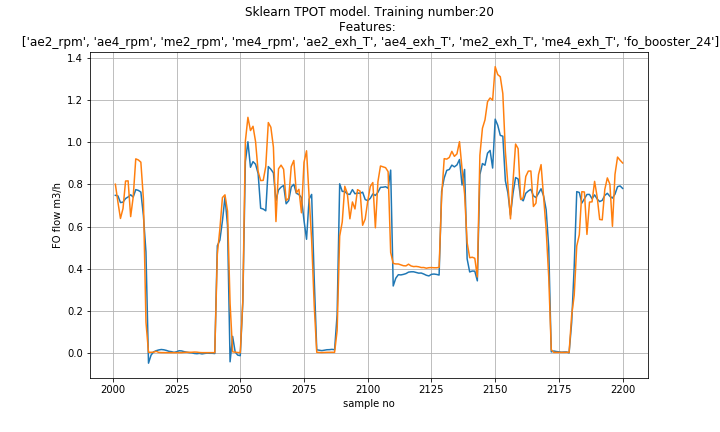 Sklearn TPOT model. Training number:20
Features:
['ae2_rpm', 'ae4_rpm', 'me2_rpm', 'me4_rpm', 'ae2_exh_T', 'ae4_exh_T', 'me2_exh_T', 'me4_exh_T', 'fo_booster_24']
1.4
1.2
1.0
0.8
0.6
0.4
0.2
0.0
FO flow m3/h
2000 2025 2050 2075 2100 2125 2150 2175 2200
sample no